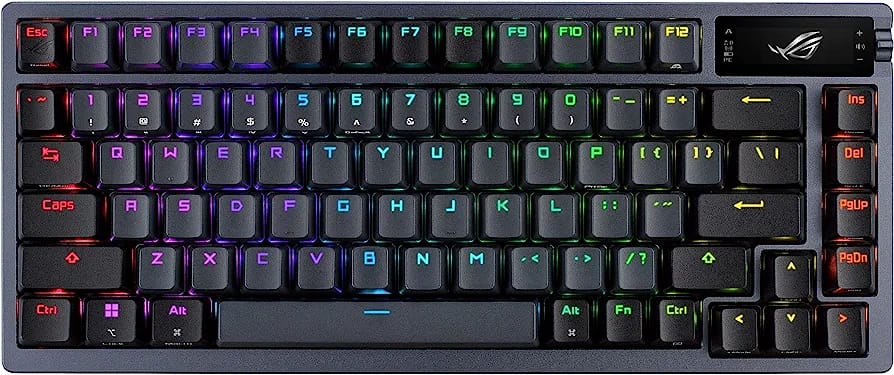 Esc F1 F2 F3 F4 F5 F6 F7 F8 F9 F10 F11 F12 A +
PC −
` ~ 1 2 3 4 5 6 7 8 9 0 - _ = + ← Ins
! @ # $ % ^ & * ( )
Q W E R T Y U I O P [ { ] } \ | Del
Caps A S D F G H J K L ; : ' " PgUp
Z X C V B N M , < . > / ? PgDn
Ctrl Alt Alt Fn Ctrl < v >
⌥ ⌘ ⌘